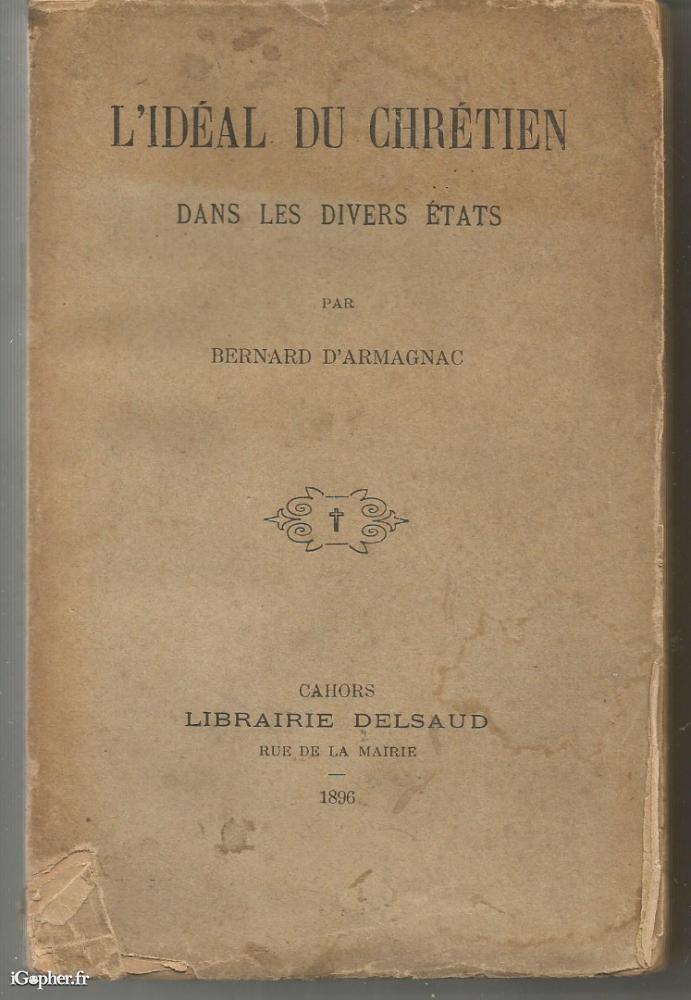 L'IDÉAL DU CHRÉTIEN
DANS LES DIVERS ÉTATS
PAR
BERNARD D'ARMAGNAC
CAHORS
LIBRAIRIE DELSAUD
RUE DE LA MAIRIE
1896
iGopher.fr